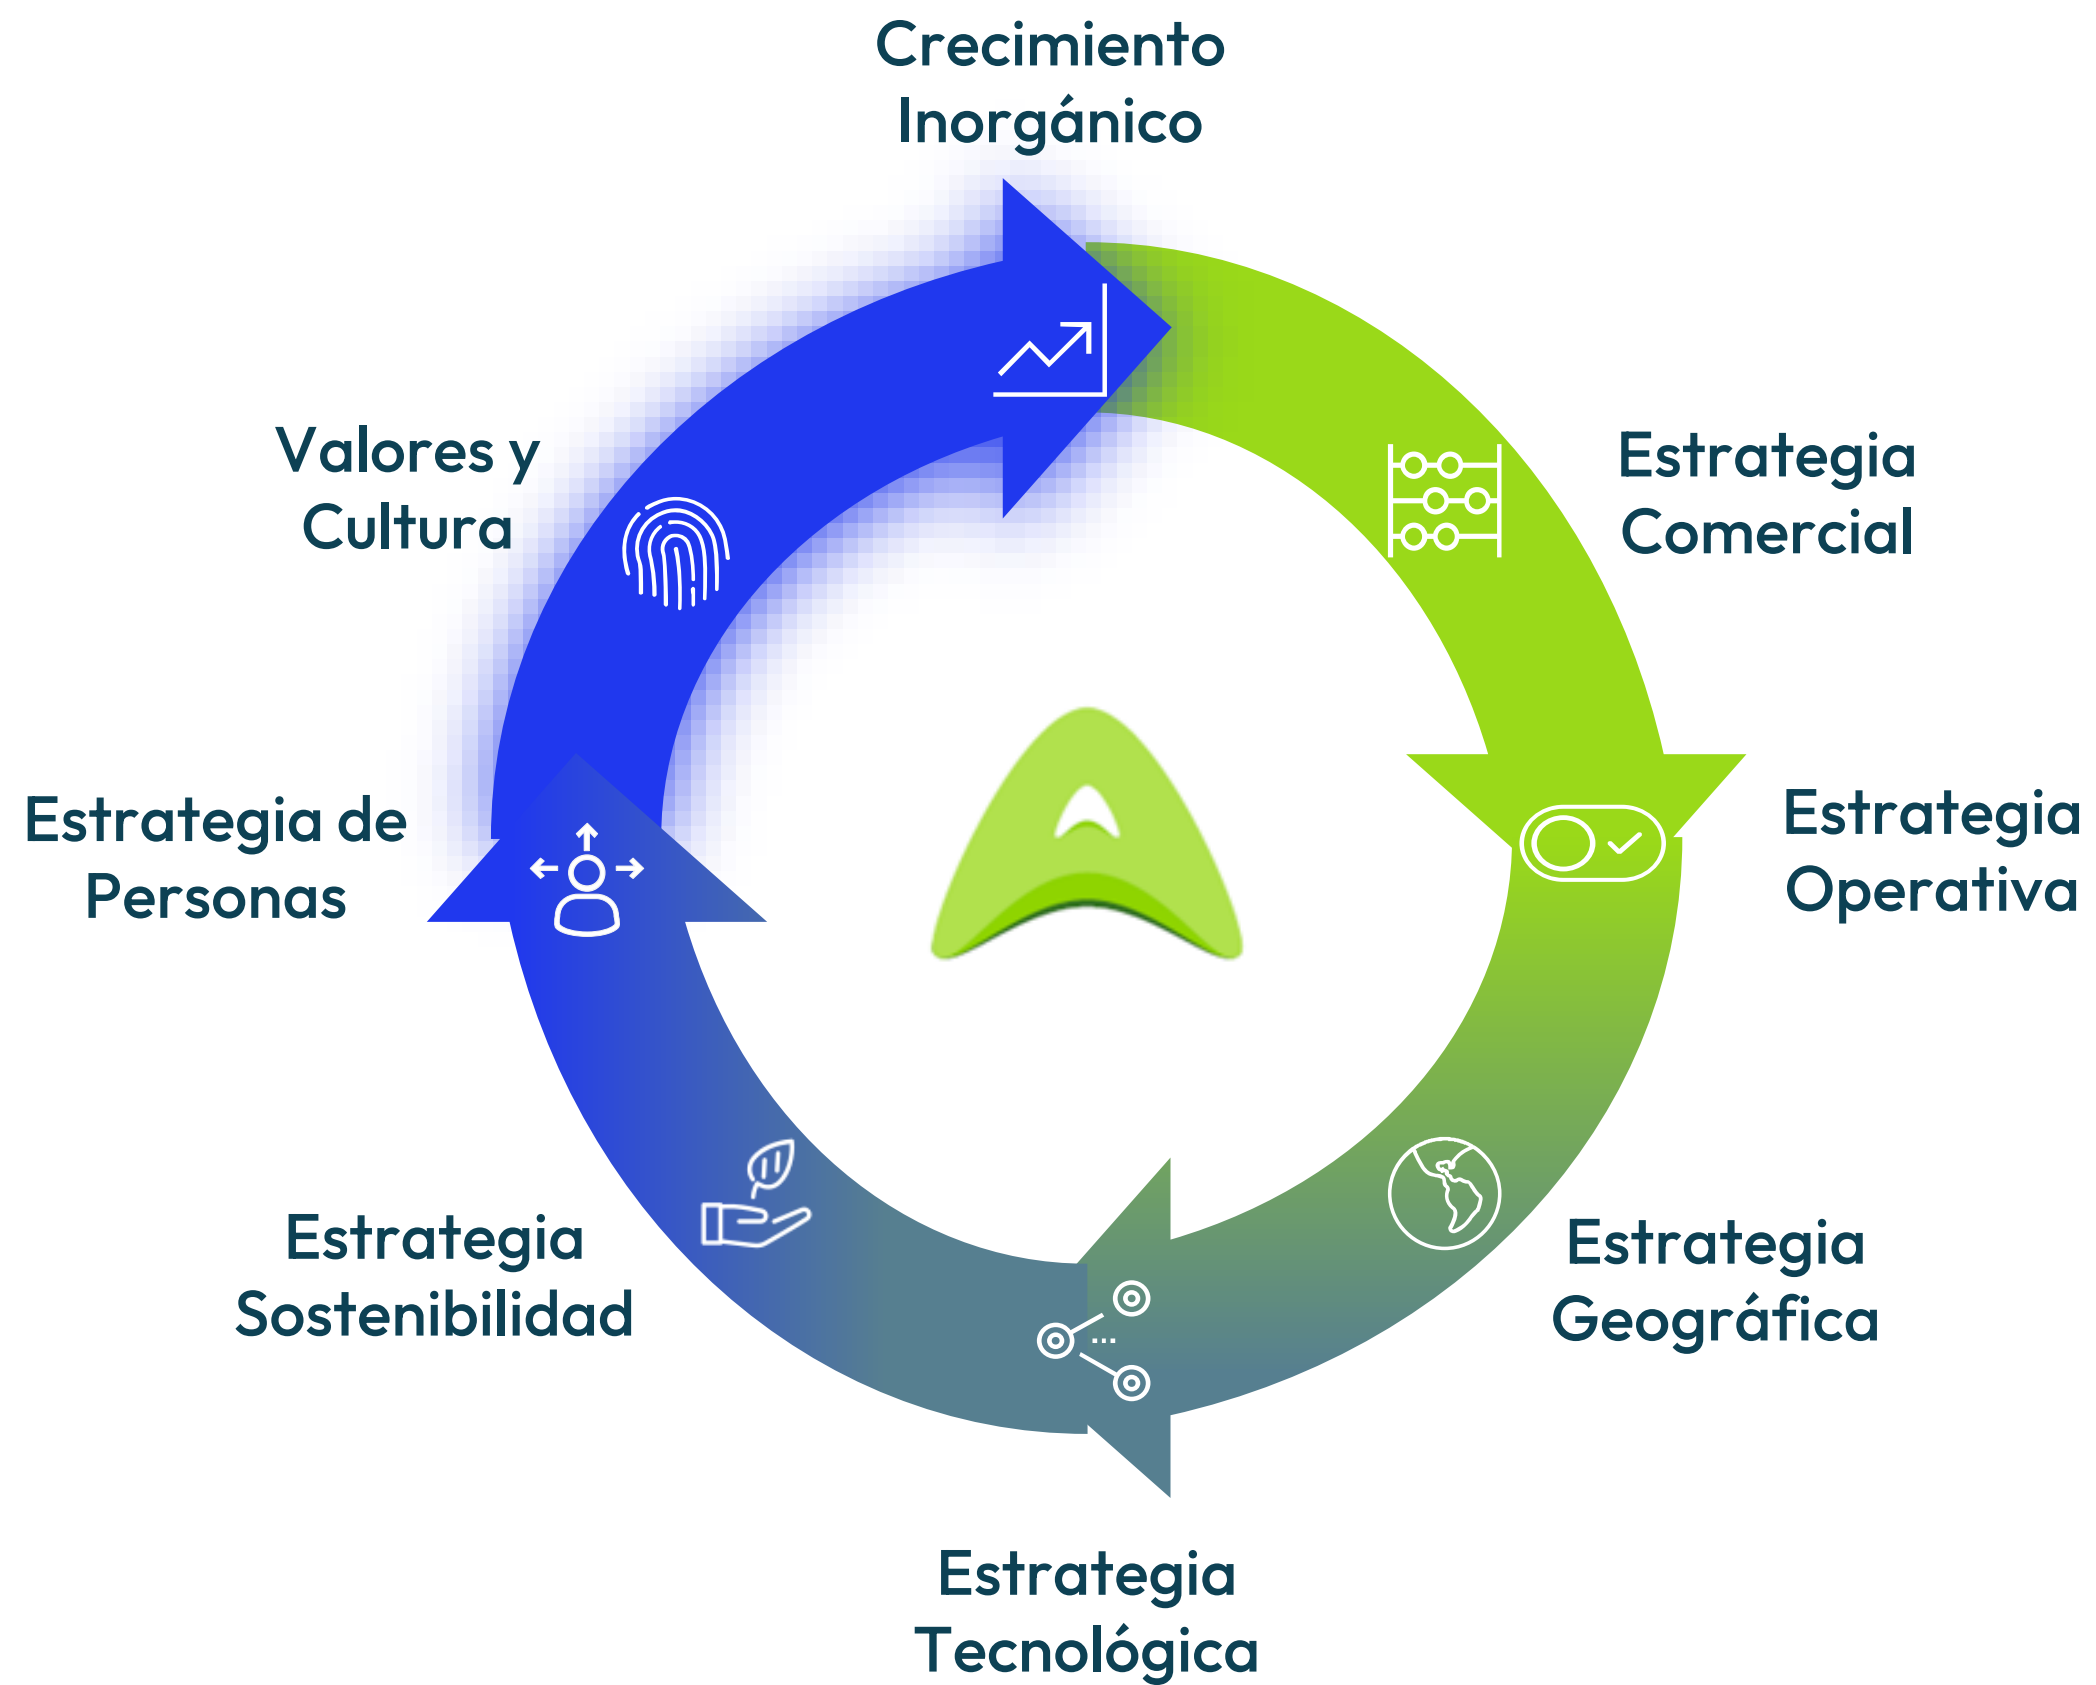 Crecimiento
Inorgánico
Estrategia
Comercial
Estrategia
Operativa
Estrategia
Geográfica
Estrategia
Tecnológica
Estrategia
Sostenibilidad
Estrategia de
Personas
Valores y
Cultura